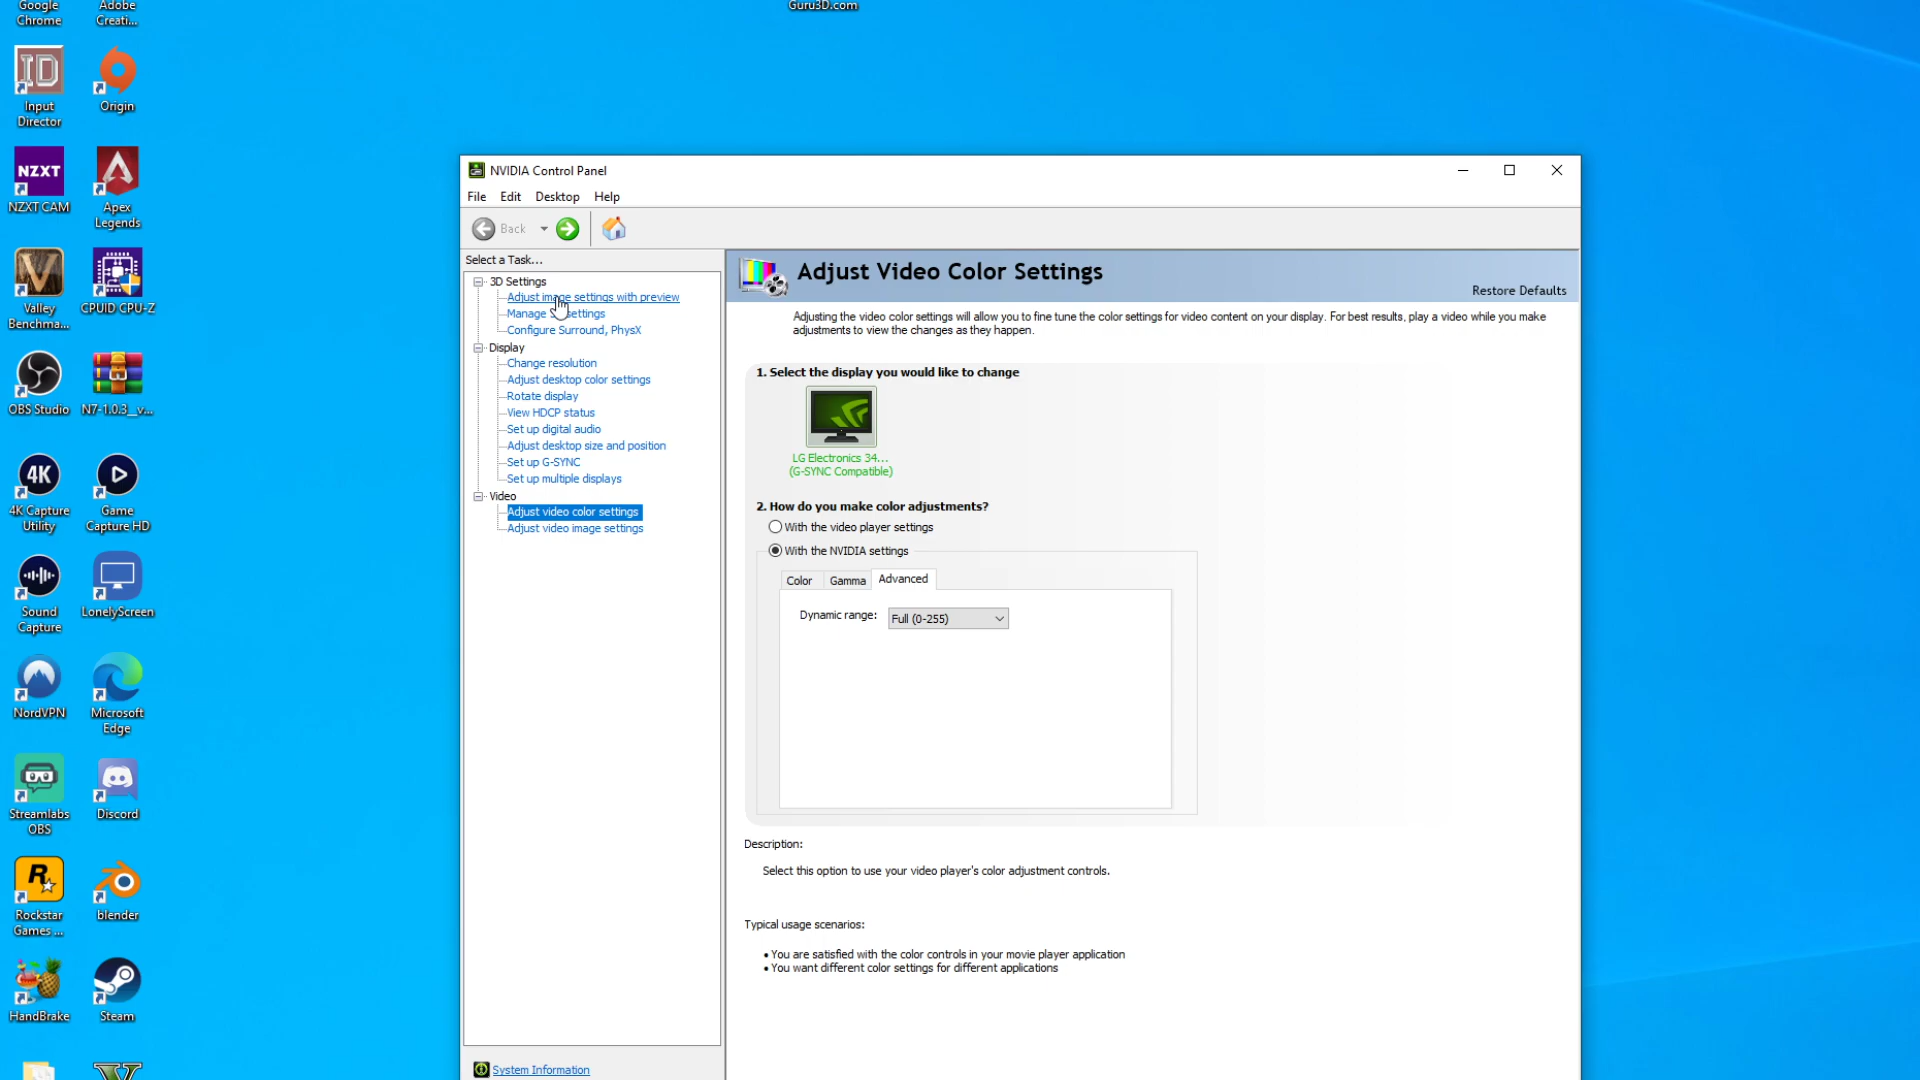 Google
Chrome
Adobe
Creati...
Guru3D.com
ID
Input
Director
Origin
NZXT
NZXT CAM
Apex
Legends
Valley
Benchma...
CPUID CPU-Z
OBS Studio
N7-1.0.3_v...
4K
4K Capture
Utility
Game
Capture HD
Sound
Capture
LonelyScreen
NordVPN
Microsoft
Edge
Streamlabs
OBS
Discord
R
Rockstar
Games ...
blender
HandBrake
Steam
NVIDIA Control Panel
File Edit Desktop Help
Back
Select a Task...
3D Settings
Adjust image settings with preview
Manage settings
Configure Surround, PhysX
Display
Change resolution
Adjust desktop color settings
Rotate display
View HDCP status
Set up digital audio
Adjust desktop size and position
Set up G-SYNC
Set up multiple displays
Video
Adjust video color settings
Adjust video image settings
System Information
Adjust Video Color Settings
Restore Defaults
Adjusting the video color settings will allow you to fine tune the color settings for video content on your display. For best results, play a video while you make
adjustments to view the changes as they happen.
1. Select the display you would like to change
LG Electronics 34...
(G-SYNC Compatible)
2. How do you make color adjustments?
With the video player settings
With the NVIDIA settings
Color Gamma Advanced
Dynamic range: Full (0-255)
Description:
Select this option to use your video player's color adjustment controls.
Typical usage scenarios:
• You are satisfied with the color controls in your movie player application
• You want different color settings for different applications